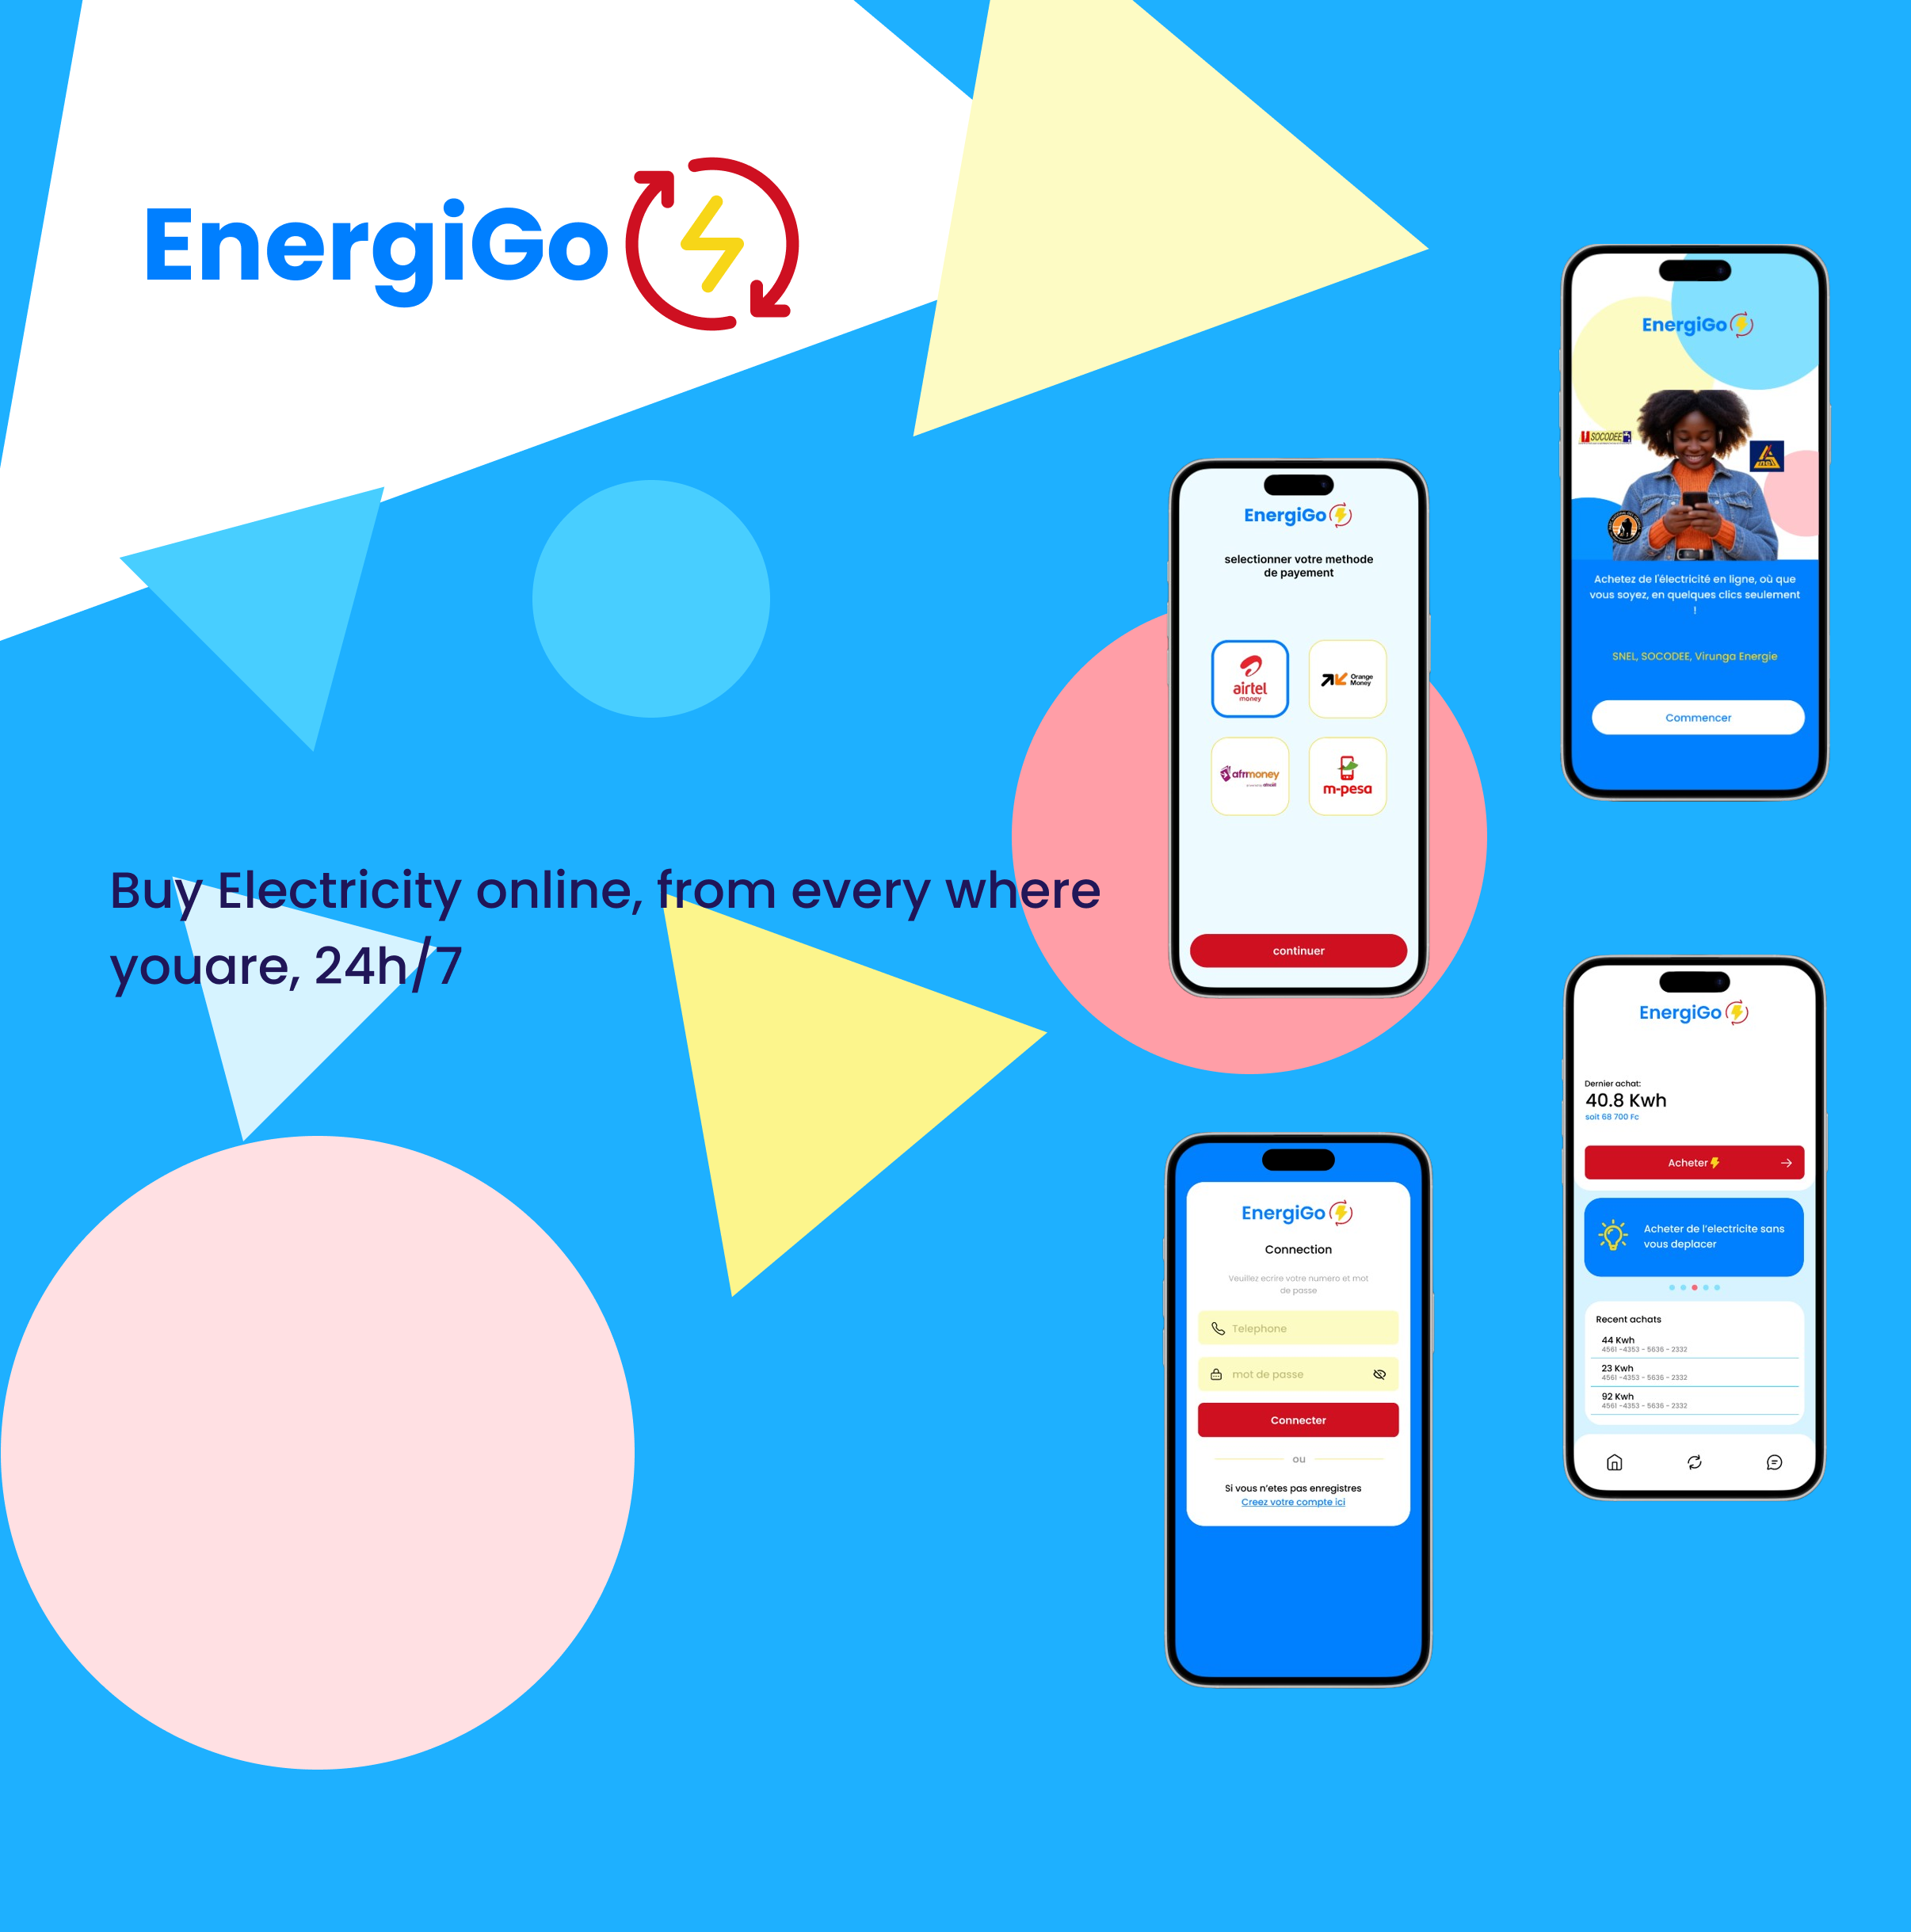 EnergiGo
Buy Electricity online, from every where
youare, 24h/7
EnergiGo
selectionner votre methode
de payement
airtel
money
Orange
Money
afrimoney
m-pesa
continuer
EnergiGo
SOCODEE
Achetez de l'électricité en ligne, où que
vous soyez, en quelques clics seulement
!
SNEL, SOCODEE, Virunga Energie
Commencer
EnergiGo
Connection
Veuillez ecrire votre numero et mot
de posse
Telephone
mot de passe
Connecter
ou
Si vous n'etes pas enregistres
Creez votre compte ici
EnergiGo
Dernier achat:
40.8 Kwh
soit 68 700 Fc
Acheter
Acheter de l'electricite sans
vous deplacer
Recent achats
44 Kwh
4561 -4353 - 5636 - 2332
23 Kwh
4561 -4353 - 5636 - 2332
92 Kwh
4561 -4353 - 5636 - 2332